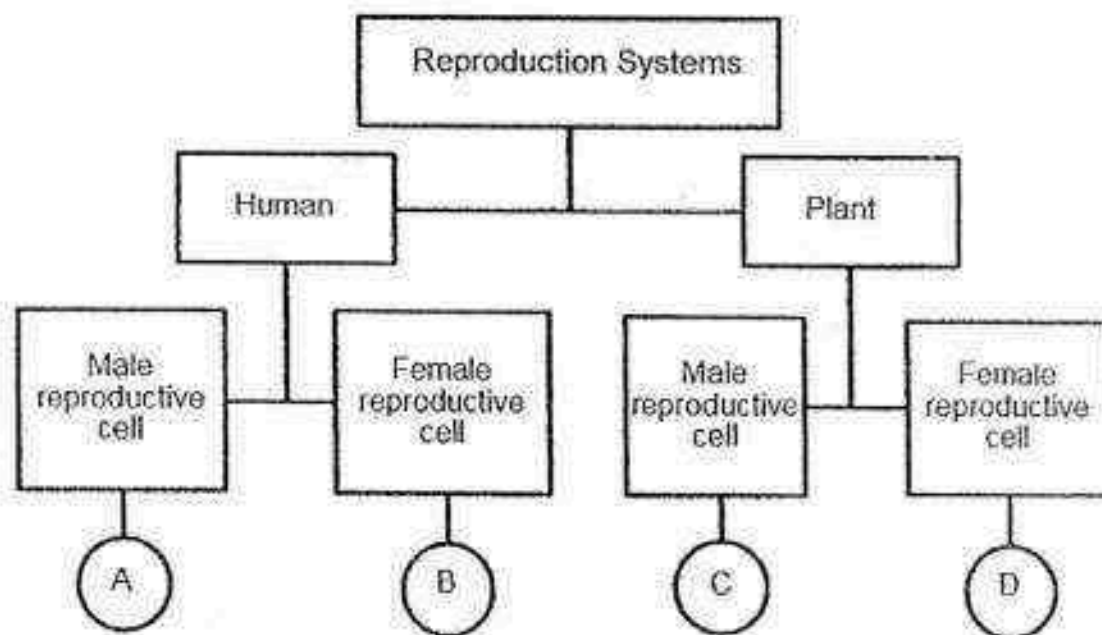 Reproduction Systems
Human
Plant
Male
reproductive
cell
Female
reproductive
cell
Male
reproductive
cell
Female
reproductive
cell
A
B
C
D